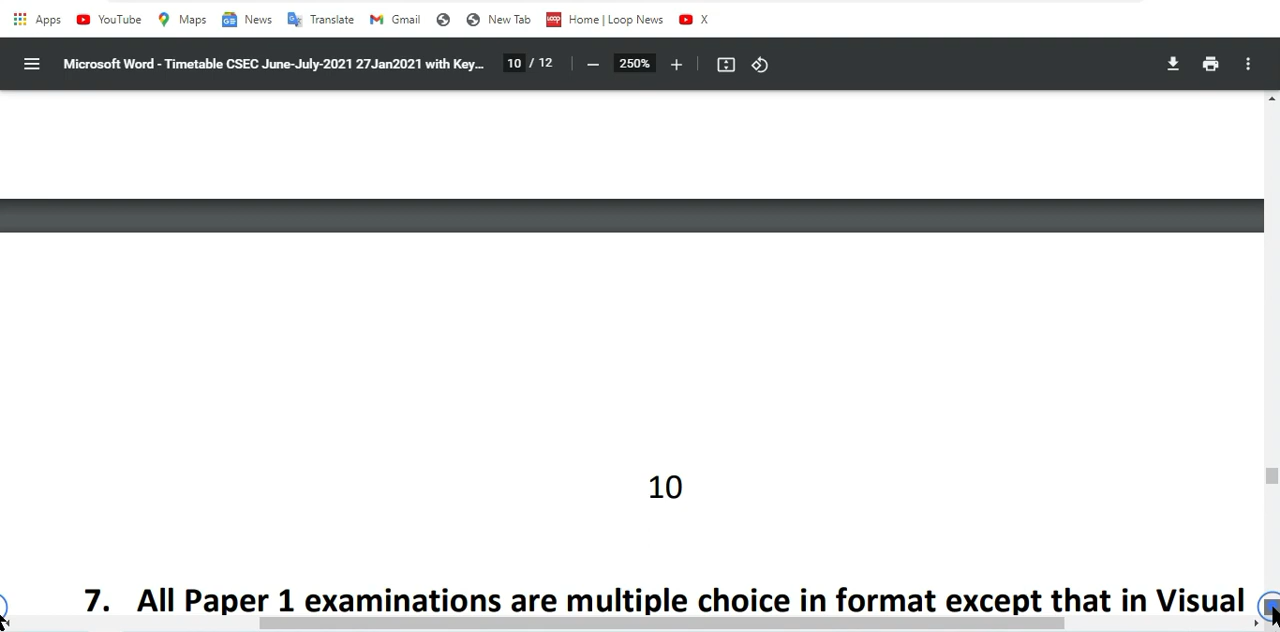 Apps YouTube Maps News Translate Gmail New Tab Home | Loop News X
Microsoft Word - Timetable CSEC June-July-2021 27Jan2021 with Key... 10 / 12 — 250% +
10
7. All Paper 1 examinations are multiple choice in format except that in Visual